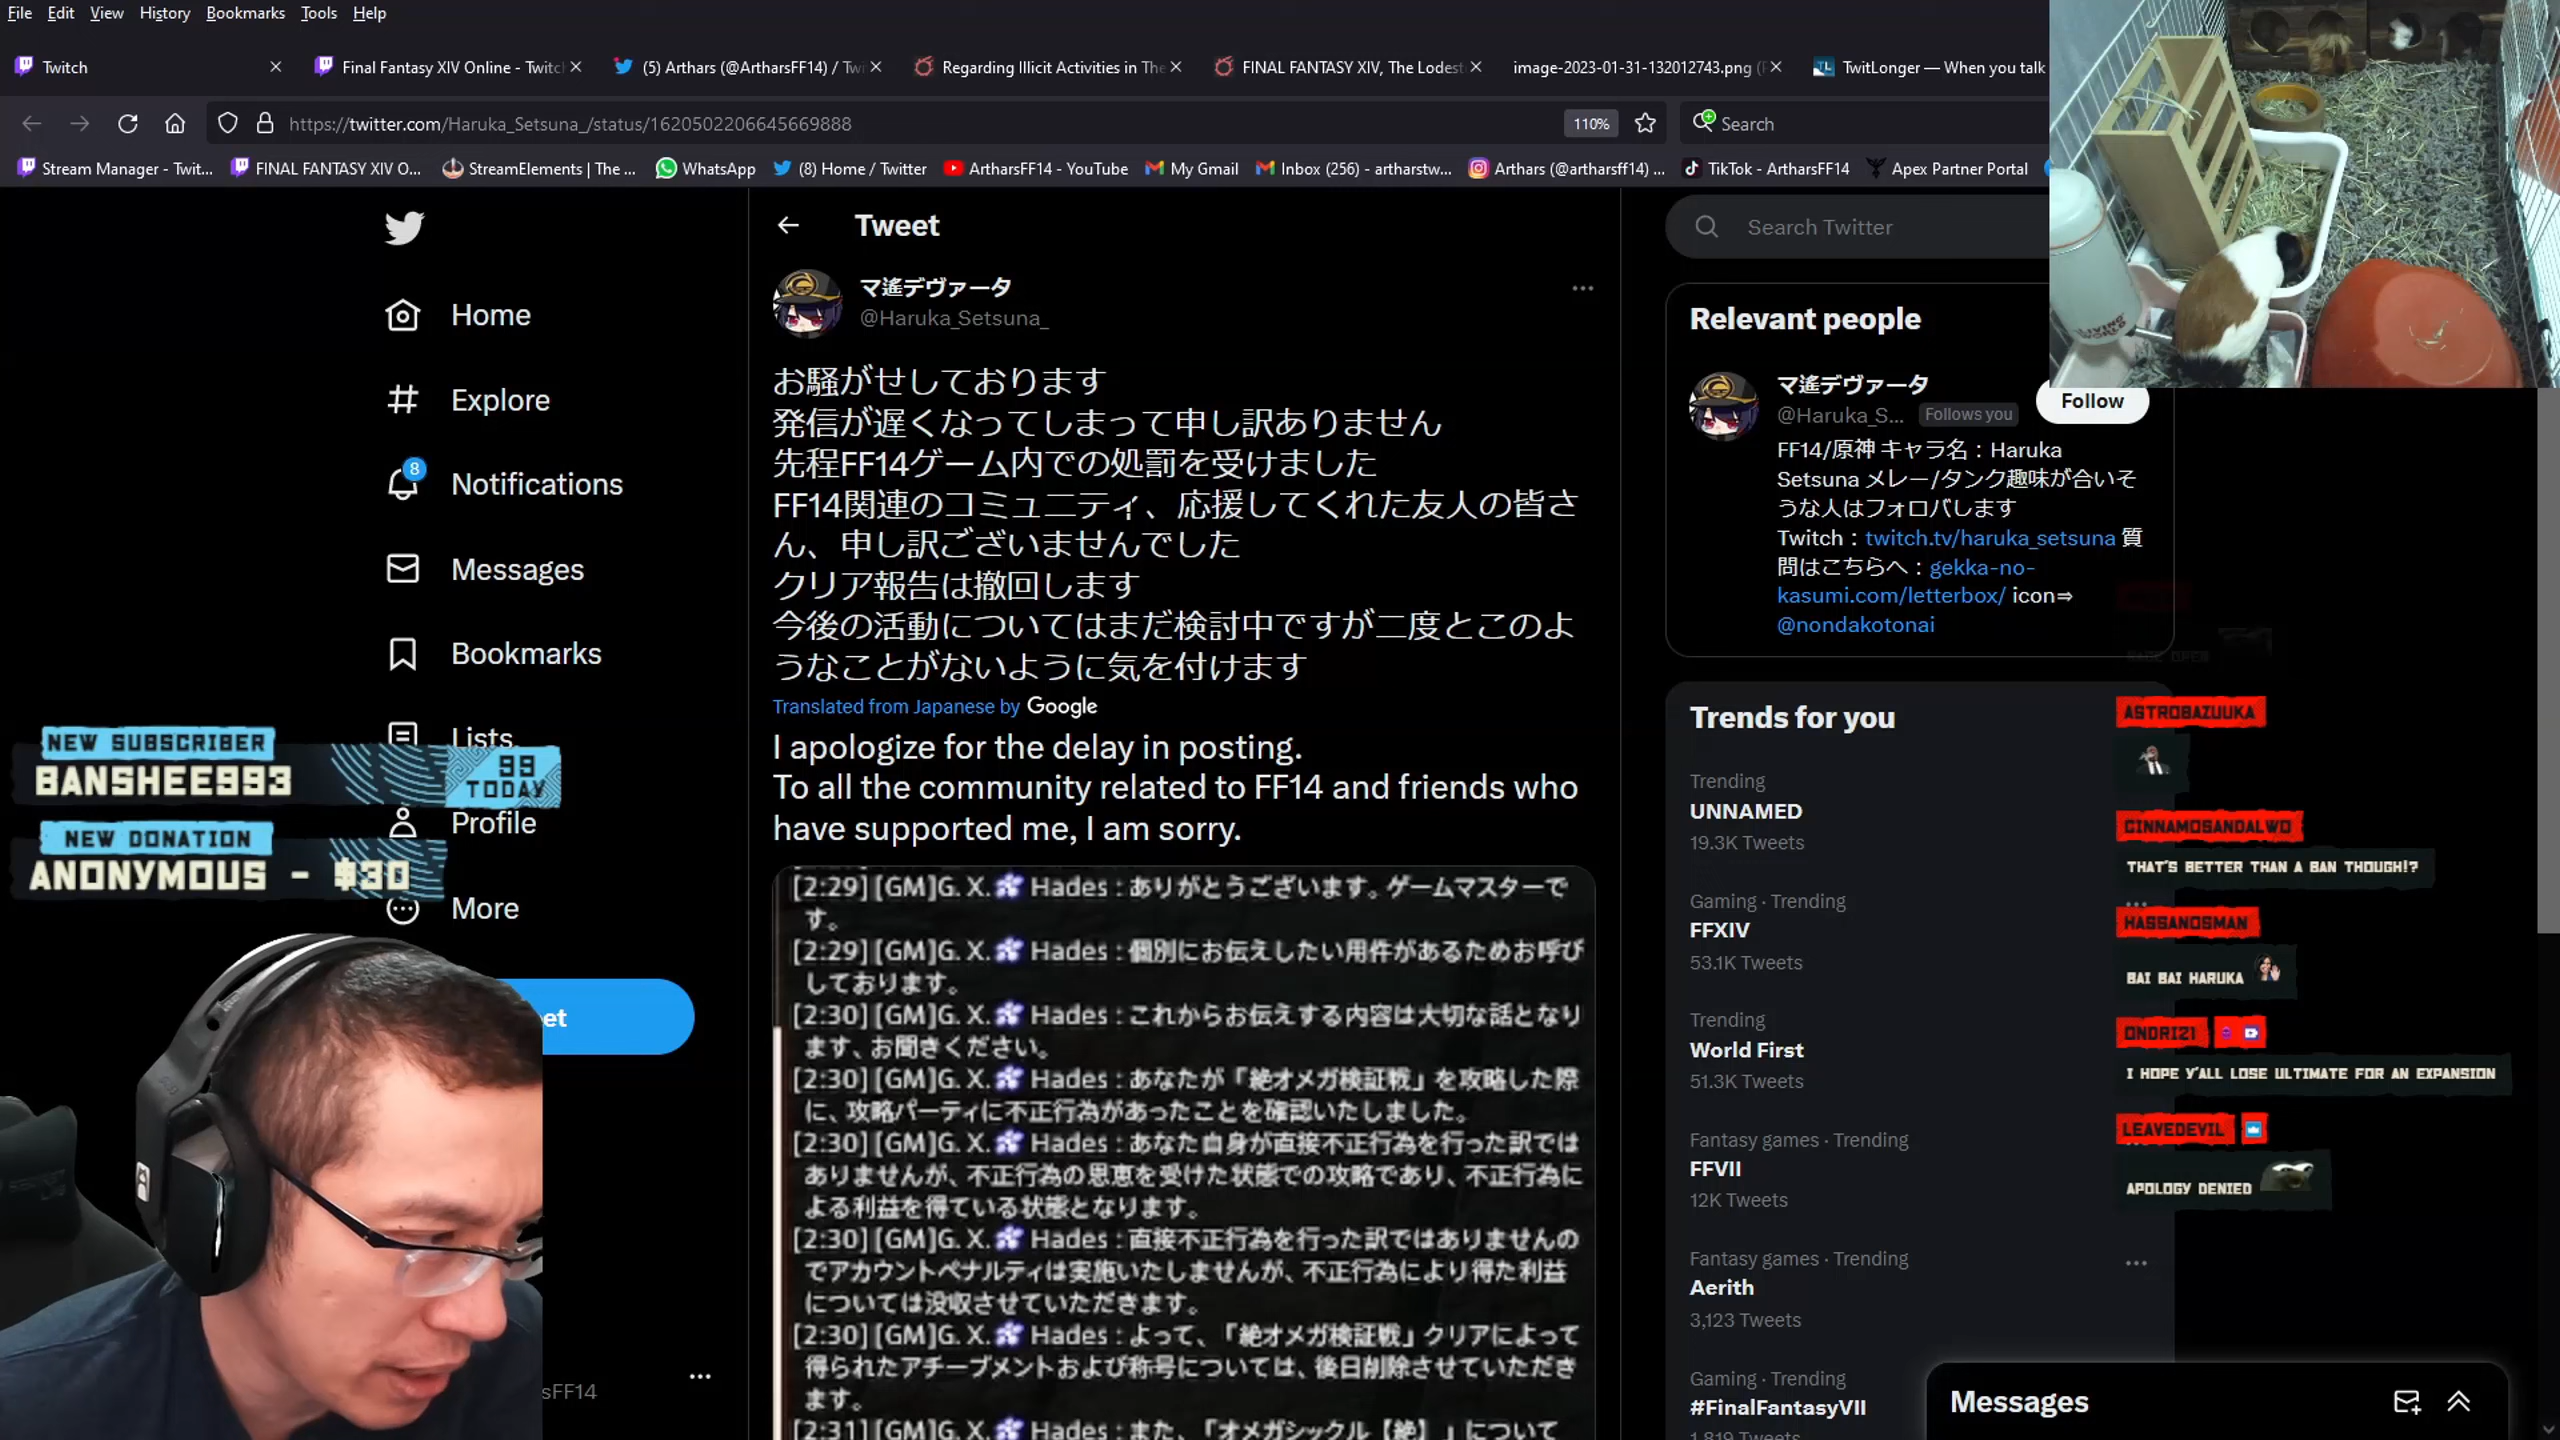 File Edit View History Bookmarks Tools Help
Twitch
Final Fantasy XIV Online - Twitc
(5) Arthars (@ArtharsFF14) / Twi
Regarding Illicit Activities in The
FINAL FANTASY XIV, The Lodest
image-2023-01-31-132012743.png
TwitLonger — When you talk
https://twitter.com/Haruka_Setsuna_/status/1620502206645669888
110%
Search
Stream Manager - Twit...
FINAL FANTASY XIV O...
StreamElements | The ...
WhatsApp
(8) Home / Twitter
ArtharsFF14 - YouTube
My Gmail
Inbox (256) - artharstw...
Arthars (@artharsff14) ...
TikTok - ArtharsFF14
Apex Partner Portal
Home
Explore
8
Notifications
Messages
Bookmarks
Lists
Profile
More
et
sFF14
NEW SUBSCRIBER
BANSHEE993
99
TODAY
NEW DONATION
ANONYMOUS - $30
Tweet
マ遙デヴァータ
@Haruka_Setsuna_
お騒がせしております
発信が遅くなってしまって申し訳ありません
先程FF14ゲーム内での処罰を受けました
FF14関連のコミュニティ、応援してくれた友人の皆さ
ん、申し訳ございませんでした
クリア報告は撤回します
今後の活動についてはまだ検討中ですが二度とこのよ
うなことがないように気を付けます
Translated from Japanese by Google
I apologize for the delay in posting.
To all the community related to FF14 and friends who
have supported me, I am sorry.
[2:29][GM]G. X. Hades : ありがとうございます。ゲームマスターで
す。
[2:29][GM]G. X. Hades : 個別にお伝えしたい用件があるためお呼び
しております。
[2:30][GM]G. X. Hades : これからお伝えする内容は大切な話となり
ます、お聞きください。
[2:30][GM]G. X. Hades : あなたが「絶オメガ検証戦」を攻略した際
に、攻略パーティに不正行為があったことを確認いたしました。
[2:30][GM]G. X. Hades : あなた自身が直接不正行為を行った訳では
ありませんが、不正行為の恩恵を受けた状態での攻略であり、不正行為に
よる利益を得ている状態となります。
[2:30][GM]G. X. Hades : 直接不正行為を行った訳ではありませんの
でアカウントペナルティは実施いたしませんが、不正行為により得た利益
については没収させていただきます。
[2:30][GM]G. X. Hades : よって、「絶オメガ検証戦」クリアによって
得られたアチーブメントおよび称号については、後日削除させていただき
ます。
[2:31][GM]G. X. Hades : また、「オメガシックル【絶】」について
Search Twitter
Relevant people
マ遙デヴァータ
@Haruka_S... Follows you
Follow
FF14/原神 キャラ名：Haruka
Setsuna メレー/タンク趣味が合いそ
うな人はフォロバします
Twitch：twitch.tv/haruka_setsuna 質
問はこちらへ：gekka-no-
kasumi.com/letterbox/ icon⇒
@nondakotonai
Trends for you
Trending
UNNAMED
19.3K Tweets
Gaming · Trending
FFXIV
53.1K Tweets
Trending
World First
51.3K Tweets
Fantasy games · Trending
FFVII
12K Tweets
Fantasy games · Trending
Aerith
3,123 Tweets
Gaming · Trending
#FinalFantasyVII
1,819 Tweets
Messages
ASTROBAZUUKA
CINNAMOSANDALWO
THAT'S BETTER THAN A BAN THOUGH!?
HASSANOSMAN
BAI BAI HARUKA
ONORI21
I HOPE Y'ALL LOSE ULTIMATE FOR AN EXPANSION
LEAVEDEVIL
APOLOGY DENIED
LIVING WORLD